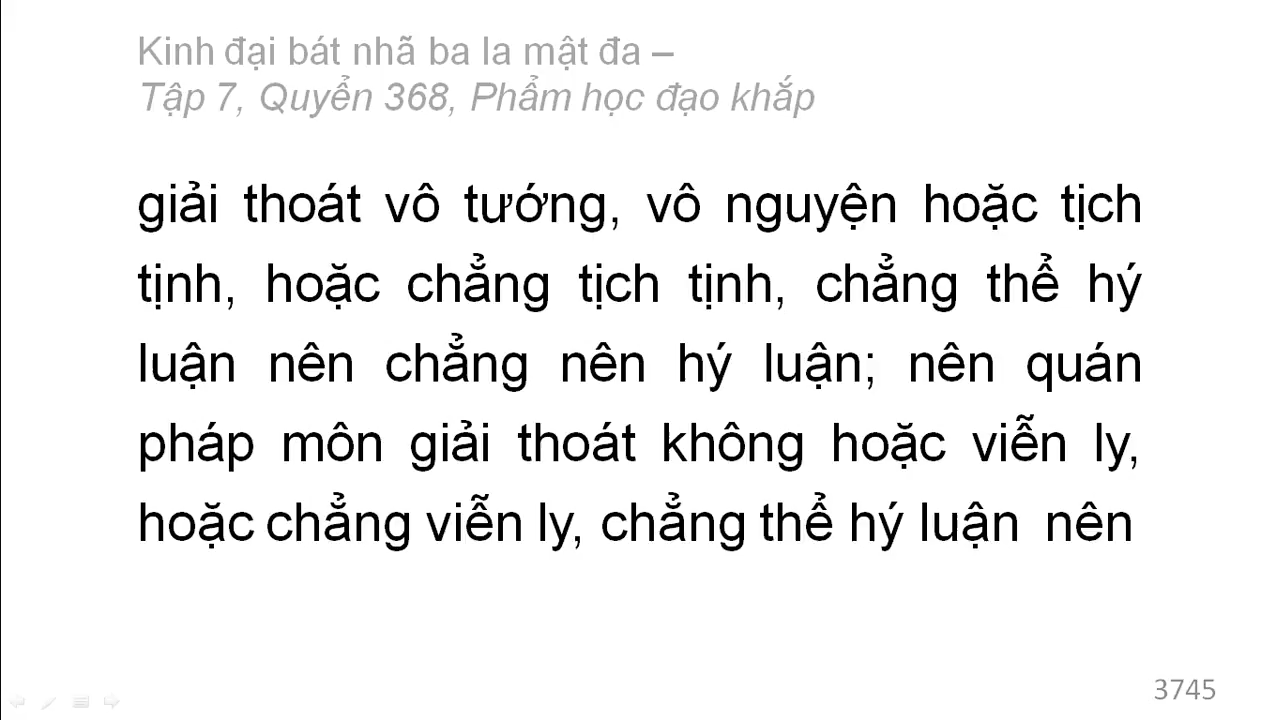 Kinh đại bát nhã ba la mật đa –
Tập 7, Quyển 368, Phẩm học đạo khắp
giải thoát vô tướng, vô nguyện hoặc tịch
tịnh, hoặc chẳng tịch tịnh, chẳng thể hý
luận nên chẳng nên hý luận; nên quán
pháp môn giải thoát không hoặc viễn ly,
hoặc chẳng viễn ly, chẳng thể hý luận nên
3745